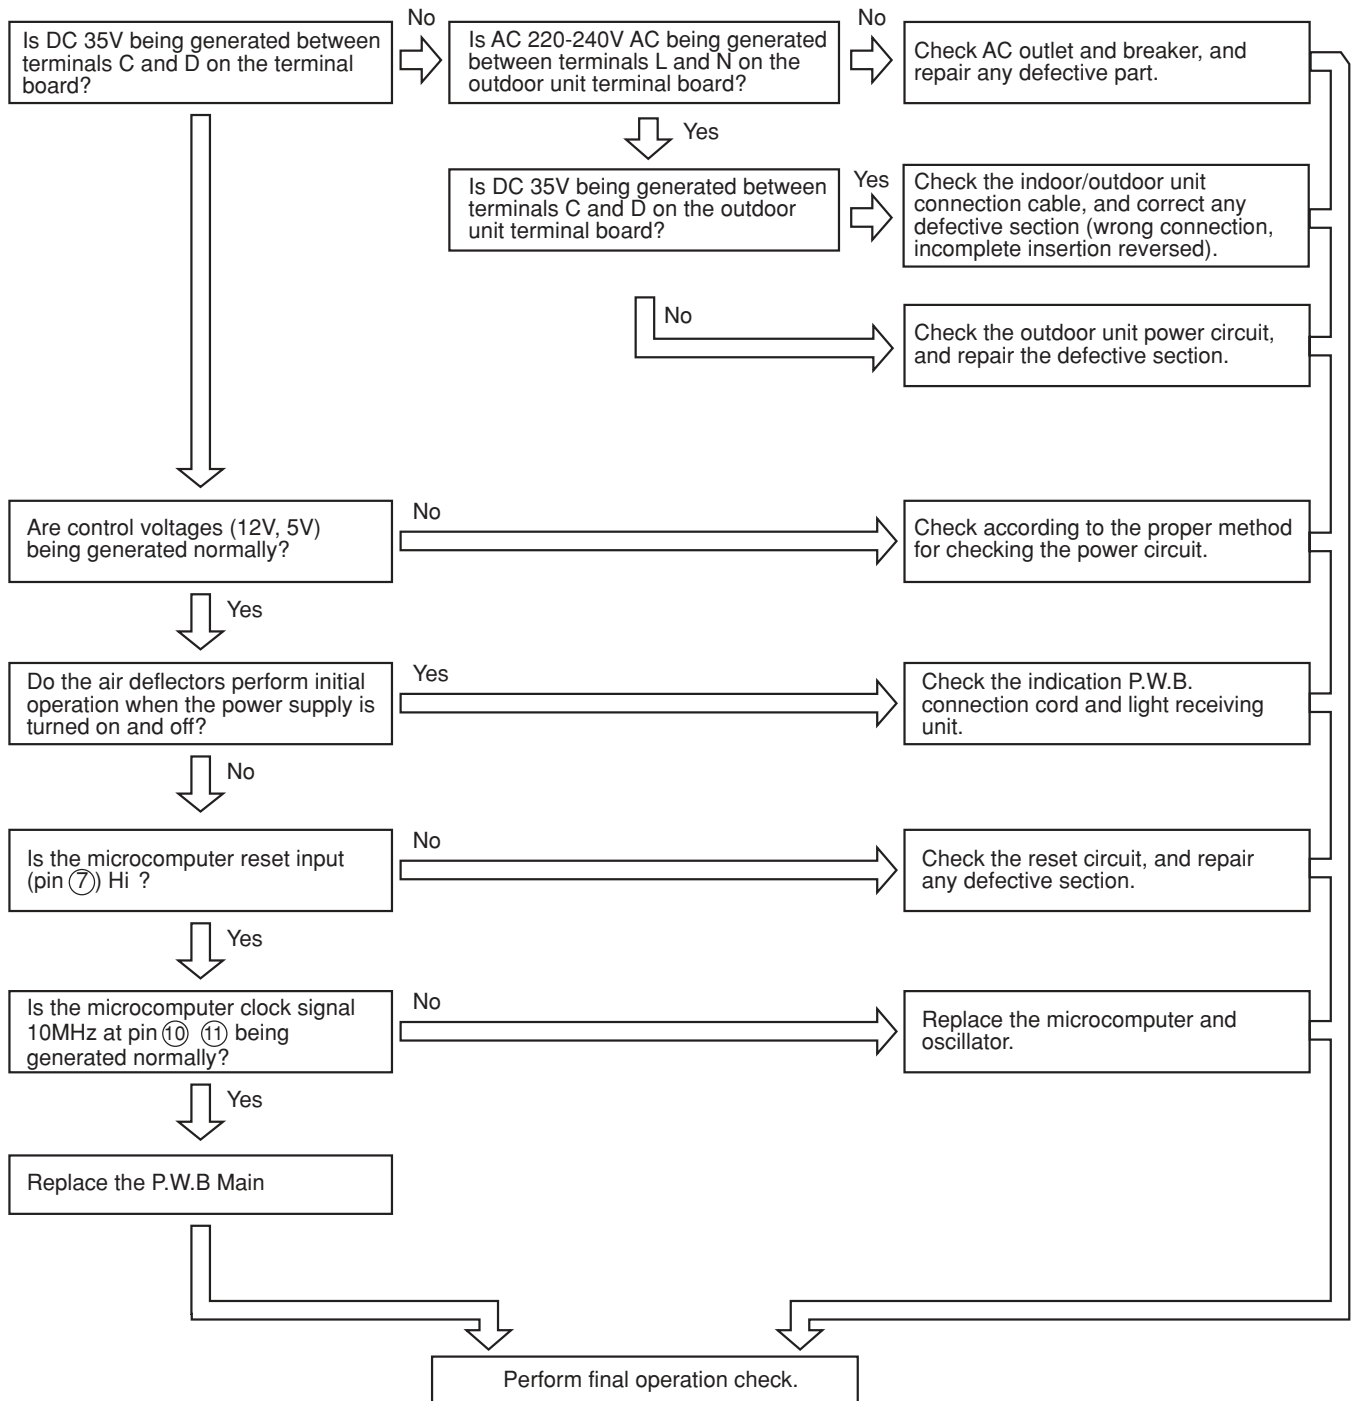 No
No
Is DC 35V being generated between
terminals C and D on the terminal
board?
Is AC 220-240V AC being generated
between terminals L and N on the
outdoor unit terminal board?
Check AC outlet and breaker, and
repair any defective part.
Yes
Is DC 35V being generated between
terminals C and D on the outdoor
unit terminal board?
Yes
Check the indoor/outdoor unit
connection cable, and correct any
defective section (wrong connection,
incomplete insertion reversed).
No
Check the outdoor unit power circuit,
and repair the defective section.
Are control voltages (12V, 5V)
being generated normally?
No
Check according to the proper method
for checking the power circuit.
Yes
Do the air deflectors perform initial
operation when the power supply is
turned on and off?
Yes
Check the indication P.W.B.
connection cord and light receiving
unit.
No
Is the microcomputer reset input
(pin ⑦) Hi ?
No
Check the reset circuit, and repair
any defective section.
Yes
Is the microcomputer clock signal
10MHz at pin ⑩ ⑪ being
generated normally?
No
Replace the microcomputer and
oscillator.
Yes
Replace the P.W.B Main
Perform final operation check.